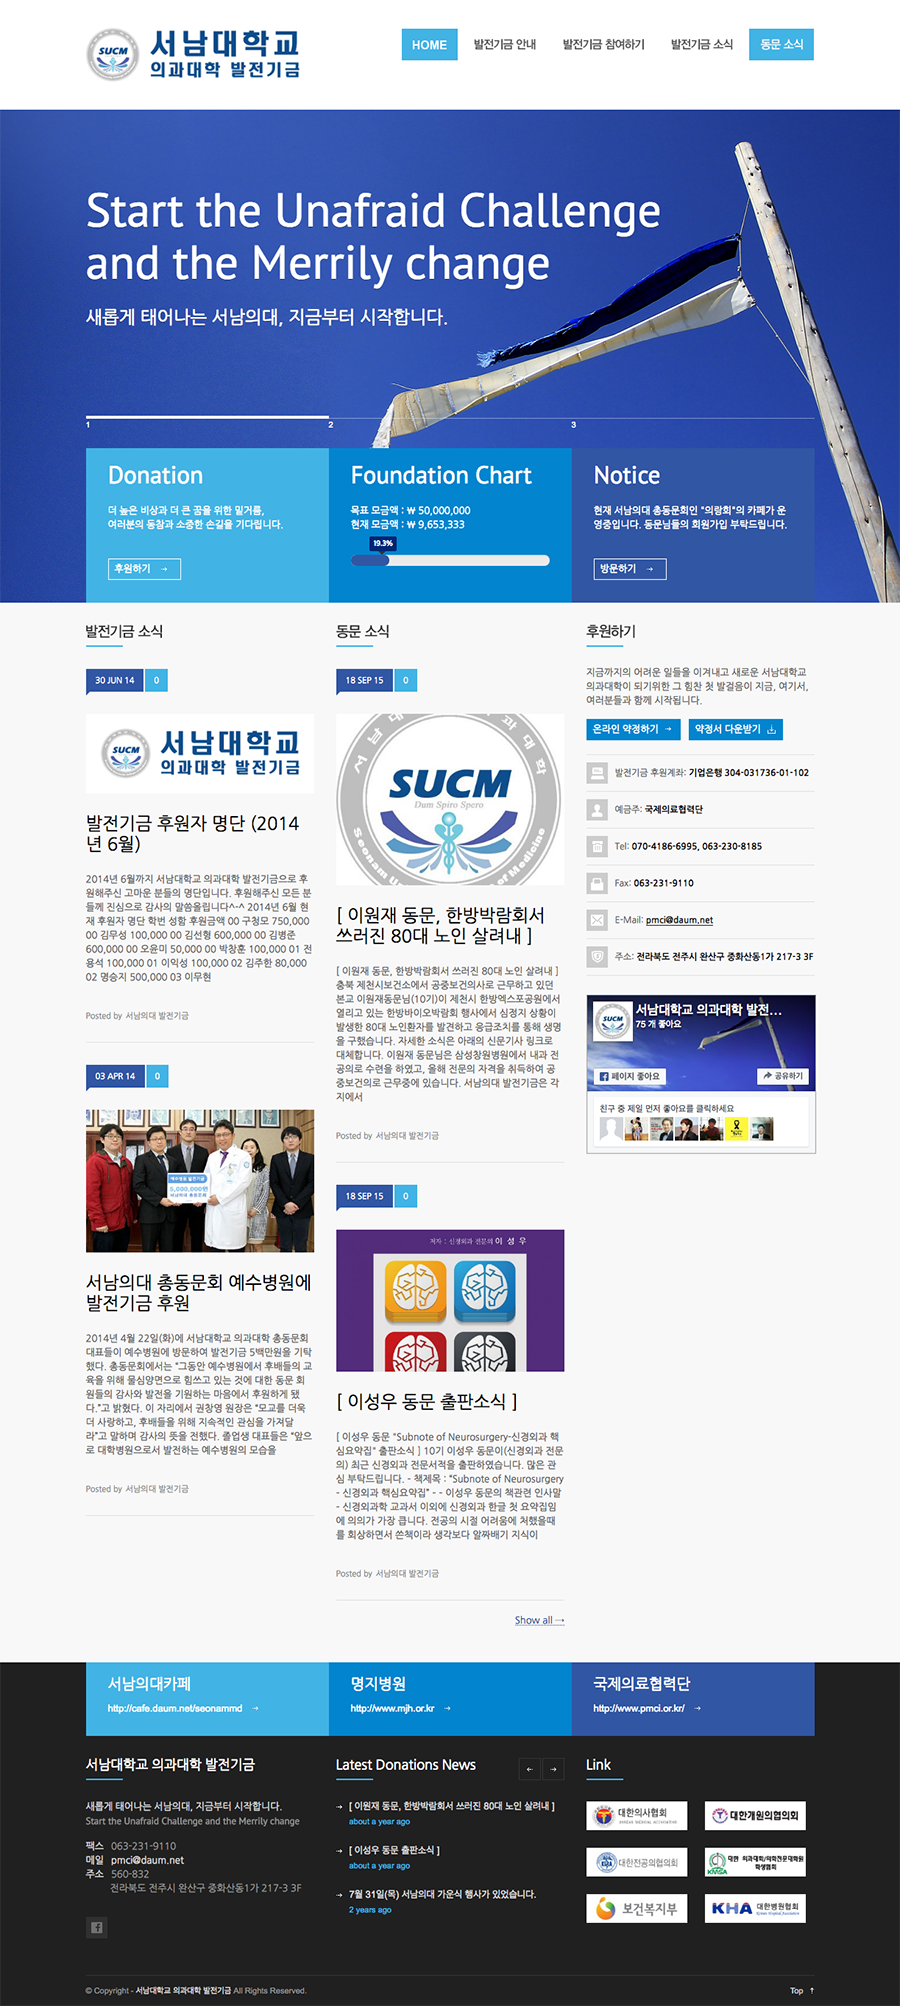 SUCM
서남대학교
의과대학 발전기금
HOME
발전기금 안내
발전기금 참여하기
발전기금 소식
동문 소식
Start the Unafraid Challenge
and the Merrily change
새롭게 태어나는 서남의대, 지금부터 시작합니다.
1
2
3
Donation
더 높은 비상과 더 큰 꿈을 위한 밑거름,
여러분의 동참과 소중한 손길을 기다립니다.
후원하기 →
Foundation Chart
목표 모금액 : ₩ 50,000,000
현재 모금액 : ₩ 9,653,333
19.3%
Notice
현재 서남의대 총동문회인 "의랑회"의 카페가 운
영중입니다. 동문님들의 회원가입 부탁드립니다.
방문하기 →
발전기금 소식
30 JUN 14
0
SUCM
서남대학교
의과대학 발전기금
발전기금 후원자 명단 (2014
년 6월)
2014년 6월까지 서남대학교 의과대학 발전기금으로 후
원해주신 고마운 분들의 명단입니다. 후원해주신 모든 분
들께 진심으로 감사의 말씀올립니다^-^ 2014년 6월 현
재 후원자 명단 학번 성함 후원금액 00 구청모 750,000
00 김무성 100,000 00 김선형 600,000 00 김병준
600,000 00 오윤미 50,000 00 박창훈 100,000 01 전
용석 100,000 01 이익성 100,000 02 김주한 80,000
02 명승지 500,000 03 이무현
Posted by 서남의대 발전기금
03 APR 14
0
예수병원 발전기금
5,000,000원
서남의대 총동문회
서남의대 총동문회 예수병원에
발전기금 후원
2014년 4월 22일(화)에 서남대학교 의과대학 총동문회
대표들이 예수병원에 방문하여 발전기금 5백만원을 기탁
했다. 총동문회에서는 "그동안 예수병원에서 후배들의 교
육을 위해 물심양면으로 힘쓰고 있는 것에 대한 동문 회
원들의 감사와 발전을 기원하는 마음에서 후원하게 됐
다."고 밝혔다. 이 자리에서 권창영 원장은 "모교를 더욱
더 사랑하고, 후배들을 위해 지속적인 관심을 가져달
라"고 말하며 감사의 뜻을 전했다. 졸업생 대표들은 "앞으
로 대학병원으로서 발전하는 예수병원의 모습을
Posted by 서남의대 발전기금
동문 소식
18 SEP 15
0
SUCM
Dum Spiro Spero
[ 이원재 동문, 한방박람회서
쓰러진 80대 노인 살려내 ]
[ 이원재 동문, 한방박람회서 쓰러진 80대 노인 살려내 ]
충북 제천시보건소에서 공중보건의사로 근무하고 있던
본교 이원재동문님(10기)이 제천시 한방엑스포공원에서
열리고 있는 한방바이오박람회 행사에서 심정지 상황이
발생한 80대 노인환자를 발견하고 응급조치를 통해 생명
을 구했습니다. 자세한 소식은 아래의 신문기사 링크로
대체합니다. 이원재 동문님은 삼성창원병원에서 내과 전
공의로 수련을 하였고, 올해 전문의 자격을 취득하여 공
중보건의로 근무중에 있습니다. 서남의대 발전기금은 각
지에서
Posted by 서남의대 발전기금
18 SEP 15
0
저자 : 신경외과 전문의 이 성 우
[ 이성우 동문 출판소식 ]
[ 이성우 동문 "Subnote of Neurosurgery-신경외과 핵
심요약집" 출판소식 ] 10기 이성우 동문이(신경외과 전문
의) 최근 신경외과 전문서적을 출판하였습니다. 많은 관
심 부탁드립니다. - 책제목 : "Subnote of Neurosurgery
- 신경외과 핵심요약집" - - 이성우 동문의 책관련 인사말
- 신경외과학 교과서 이외에 신경외과 한글 첫 요약집임
에 의의가 가장 큽니다. 전공의 시절 어려움에 처했을때
를 회상하면서 쓴책이라 생각보다 알짜배기 지식이
Posted by 서남의대 발전기금
Show all →
후원하기
지금까지의 어려운 일들을 이겨내고 새로운 서남대학교
의과대학이 되기위한 그 힘찬 첫 발걸음이 지금, 여기서,
여러분들과 함께 시작됩니다.
온라인 약정하기 →
약정서 다운받기
발전기금 후원계좌: 기업은행 304-031736-01-102
예금주: 국제의료협력단
Tel: 070-4186-6995, 063-230-8185
Fax: 063-231-9110
E-Mail: pmci@daum.net
주소: 전라북도 전주시 완산구 중화산동1가 217-3 3F
SUCM
서남대학교 의과대학 발전...
75 개 좋아요
페이지 좋아요
공유하기
친구 중 제일 먼저 좋아요를 클릭하세요
서남의대카페
http://cafe.daum.net/seonammd →
명지병원
http://www.mjh.or.kr →
국제의료협력단
http://www.pmci.or.kr/ →
서남대학교 의과대학 발전기금
새롭게 태어나는 서남의대, 지금부터 시작합니다.
Start the Unafraid Challenge and the Merrily change
팩스 063-231-9110
메일 pmci@daum.net
주소 560-832
전라북도 전주시 완산구 중화산동1가 217-3 3F
Latest Donations News
← →
→ [ 이원재 동문, 한방박람회서 쓰러진 80대 노인 살려내 ]
about a year ago
→ [ 이성우 동문 출판소식 ]
about a year ago
→ 7월 31일(목) 서남의대 가운식 행사가 있었습니다.
2 years ago
Link
대한의사협회
대한개원의협의회
대한전공의협의회
대한 의과대학/의학전문대학원
학생협회
보건복지부
KHA 대한병원협회
© Copyright - 서남대학교 의과대학 발전기금 All Rights Reserved.
Top ↑